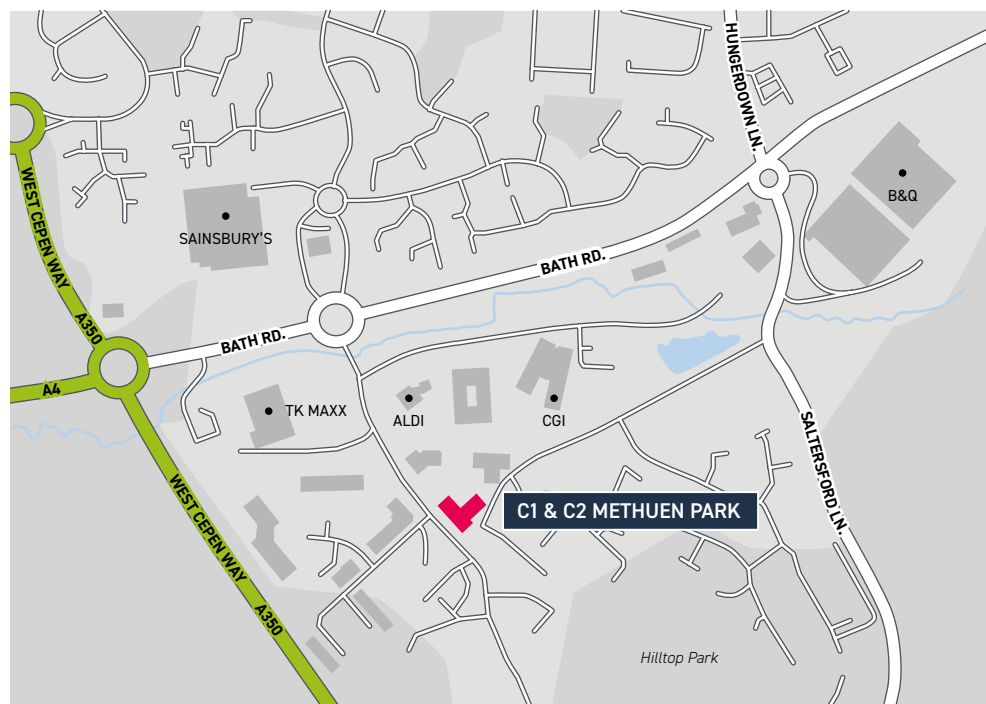 HUNGERDOWN LN.
WEST CEPEN WAY
B&Q
SAINSBURY'S
BATH RD.
A350
BATH RD.
A4
TK MAXX
ALDI
CGI
SALTERSFORD LN.
WEST CEPEN WAY
C1 & C2 METHUEN PARK
A350
Hilltop Park